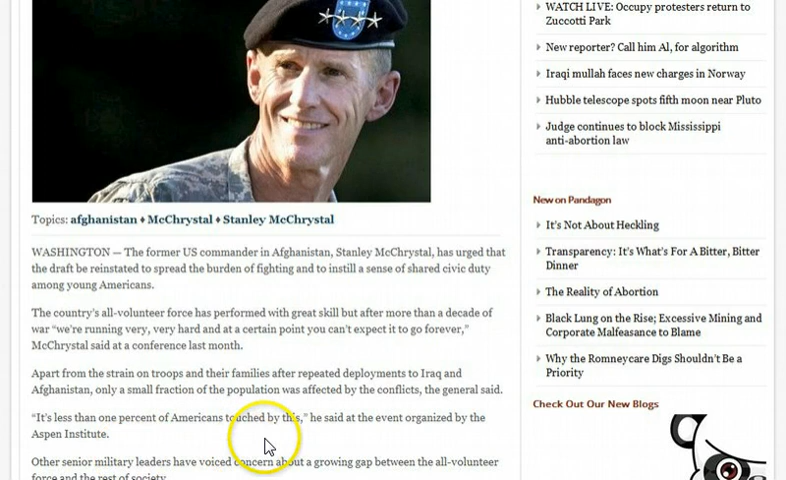 Topics: afghanistan ♦ McChrystal ♦ Stanley McChrystal
WASHINGTON — The former US commander in Afghanistan, Stanley McChrystal, has urged that
the draft be reinstated to spread the burden of fighting and to instill a sense of shared civic duty
among young Americans.
The country's all-volunteer force has performed with great skill but after more than a decade of
war “we're running very, very hard and at a certain point you can't expect it to go forever,”
McChrystal said at a conference last month.
Apart from the strain on troops and their families after repeated deployments to Iraq and
Afghanistan, only a small fraction of the population was affected by the conflicts, the general said.
“It's less than one percent of Americans touched by this,” he said at the event organized by the
Aspen Institute.
Other senior military leaders have voiced concern about a growing gap between the all-volunteer
force and the rest of society.
WATCH LIVE: Occupy protesters return to
Zuccotti Park
New reporter? Call him Al, for algorithm
Iraqi mullah faces new charges in Norway
Hubble telescope spots fifth moon near Pluto
Judge continues to block Mississippi
anti-abortion law
New on Pandagon
It's Not About Heckling
Transparency: It's What's For A Bitter, Bitter
Dinner
The Reality of Abortion
Black Lung on the Rise; Excessive Mining and
Corporate Malfeasance to Blame
Why the Romneycare Digs Shouldn't Be a
Priority
Check Out Our New Blogs